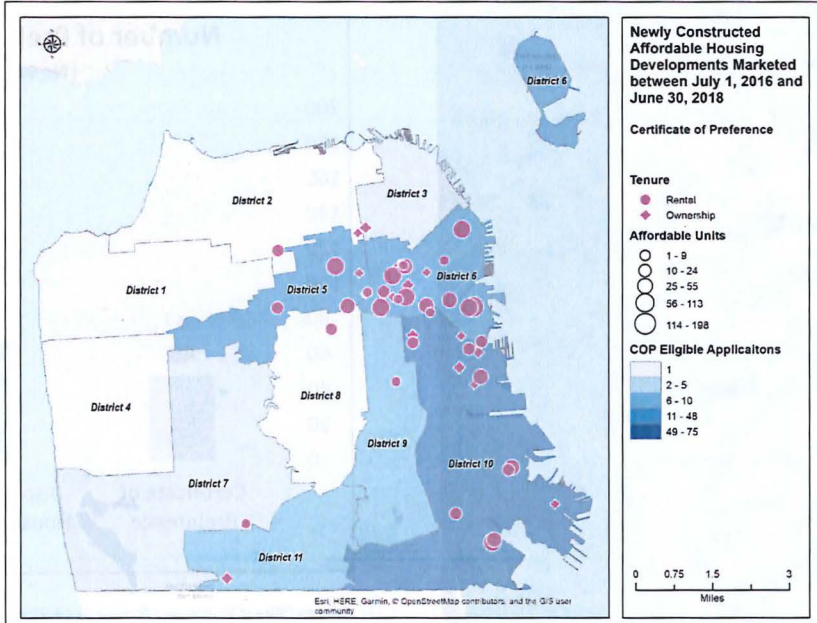 Newly Constructed
Affordable Housing
Developments Marketed
between July 1, 2016 and
June 30, 2018
Certificate of Preference
Tenure
Rental
Ownership
Affordable Units
1 - 9
10 - 24
25 - 55
56 - 113
114 - 198
COP Eligible Applicaitons
1
2 - 5
6 - 10
11 - 48
49 - 75
0 0.75 1.5 3
Miles
District 6
District 2
District 3
District 1
District 5
District 6
District 4
District 8
District 9
District 10
District 7
District 11
Esri, HERE, Garmin, © OpenStreetMap contributors, and the GIS user
community